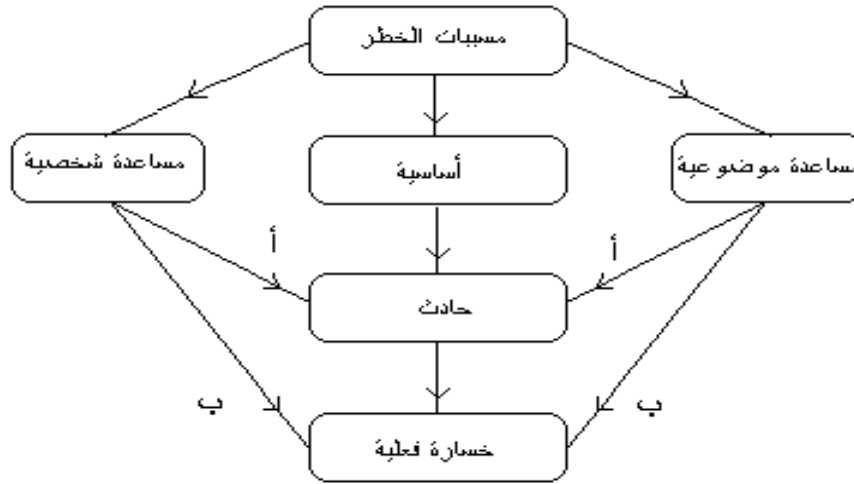 مسببات الخطر
مساعدة موضوعية
أساسية
مساعدة شخصية
أ
أ
حادث
ب
ب
خسارة فعلية